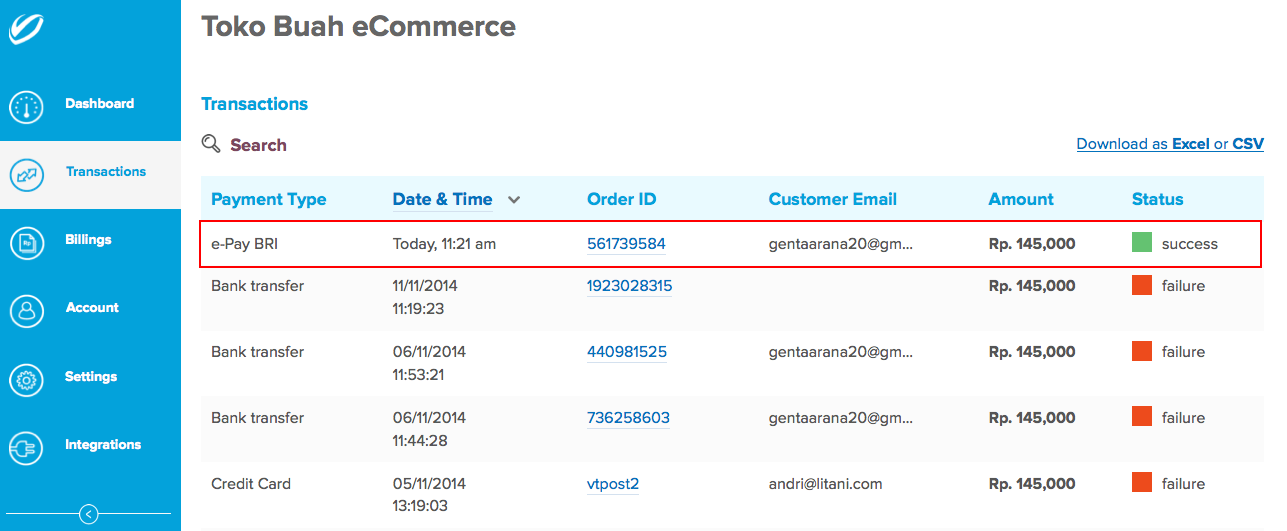 Toko Buah eCommerce
Dashboard
Transactions
Billings
Account
Settings
Integrations
Transactions
Search
Download as Excel or CSV
Payment Type Date & Time Order ID Customer Email Amount Status
e-Pay BRI Today, 11:21 am 561739584 gentaarana20@gm... Rp. 145,000 success
Bank transfer 11/11/2014 1923028315 Rp. 145,000 failure
11:19:23
Bank transfer 06/11/2014 440981525 gentaarana20@gm... Rp. 145,000 failure
11:53:21
Bank transfer 06/11/2014 736258603 gentaarana20@gm... Rp. 145,000 failure
11:44:28
Credit Card 05/11/2014 vtpost2 andri@litani.com Rp. 145,000 failure
13:19:03